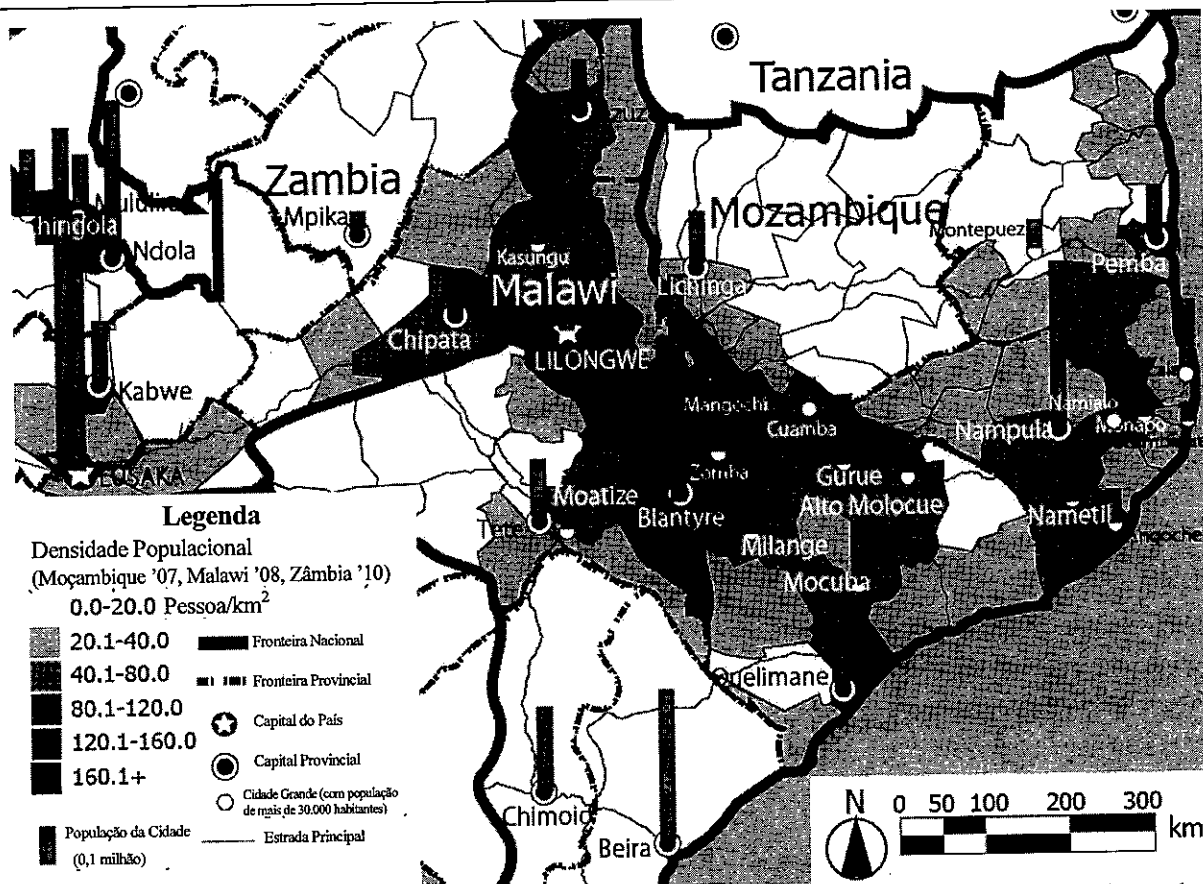 Tanzania
Zambia
Mpika
Mozambique
Montepuez
hingola
Ndola
Kasungu
Malawi
Lichinga
Pemba
Chipata
LILONGWE
Kabwe
Mangochi
Cuamba
Nampula
Namialo
Monapo
LUSAKA
Zomba
Gurue
Moatize
Blantyre
Alto Molocue
Nametil
Tete
Milange
Mocuba
Quelimane
Chimoio
Beira
Legenda
Densidade Populacional
(Moçambique '07, Malawi '08, Zâmbia '10)
0.0-20.0 Pessoa/km²
20.1-40.0
40.1-80.0
80.1-120.0
120.1-160.0
160.1+
População da Cidade
(0,1 milhão)
Fronteira Nacional
Fronteira Provincial
Capital do País
Capital Provincial
Cidade Grande (com população
de mais de 30.000 habitantes)
Estrada Principal
N
0 50 100 200 300
km